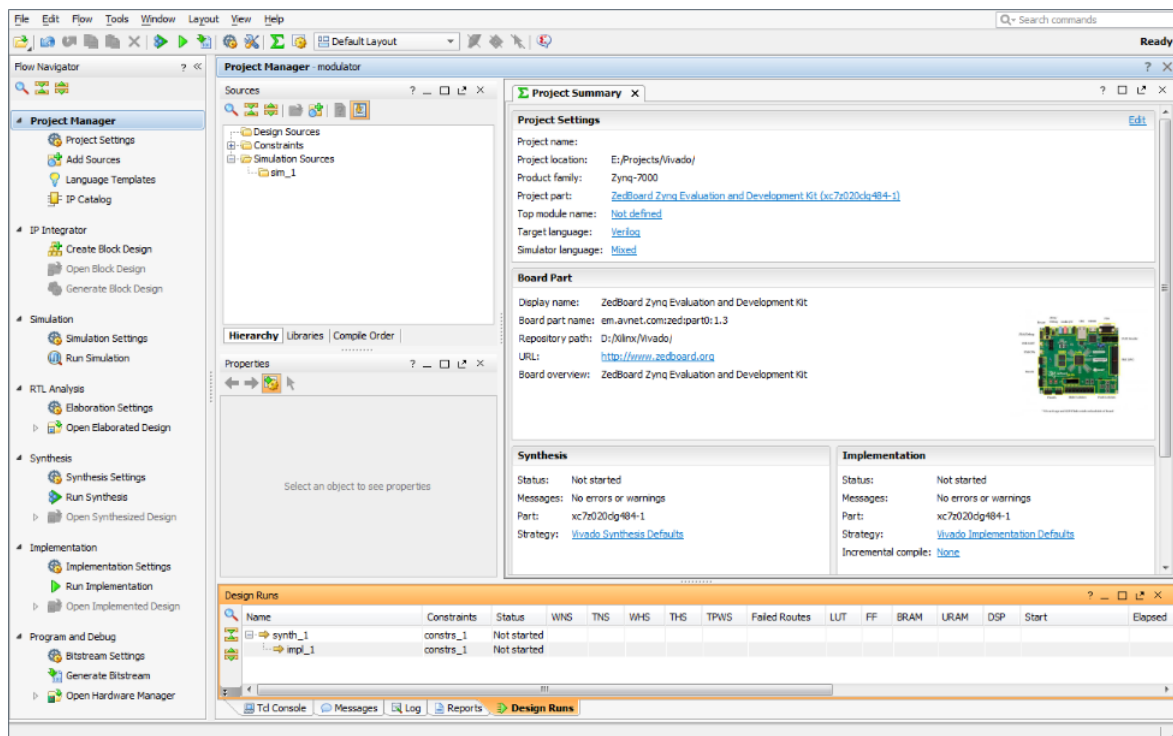 File Edit Flow Tools Window Layout View Help
Search commands
Default Layout
Ready
Flow Navigator
Project Manager - modulator
Project Manager
Project Settings
Add Sources
Language Templates
IP Catalog
IP Integrator
Create Block Design
Open Block Design
Generate Block Design
Simulation
Simulation Settings
Run Simulation
RTL Analysis
Elaboration Settings
Open Elaborated Design
Synthesis
Synthesis Settings
Run Synthesis
Open Synthesized Design
Implementation
Implementation Settings
Run Implementation
Open Implemented Design
Program and Debug
Bitstream Settings
Generate Bitstream
Open Hardware Manager
Sources
Design Sources
Constraints
Simulation Sources
sim_1
Hierarchy Libraries Compile Order
Properties
Select an object to see properties
Project Summary
Project Settings
Edit
Project name:
Project location: E:/Projects/Vivado/
Product family: Zynq-7000
Project part: ZedBoard Zynq Evaluation and Development Kit (xc7z020clg484-1)
Top module name: Not defined
Target language: Verilog
Simulator language: Mixed
Board Part
Display name: ZedBoard Zynq Evaluation and Development Kit
Board part name: em.avnet.com:zed:part0:1.3
Repository path: D:/Xilinx/Vivado/
URL: http://www.zedboard.org
Board overview: ZedBoard Zynq Evaluation and Development Kit
Synthesis
Status: Not started
Messages: No errors or warnings
Part: xc7z020clg484-1
Strategy: Vivado Synthesis Defaults
Implementation
Status: Not started
Messages: No errors or warnings
Part: xc7z020clg484-1
Strategy: Vivado Implementation Defaults
Incremental compile: None
Design Runs
Name Constraints Status WNS TNS WHS THS TPWS Failed Routes LUT FF BRAM URAM DSP Start Elapsed
synth_1 constrs_1 Not started
impl_1 constrs_1 Not started
Tcl Console Messages Log Reports Design Runs